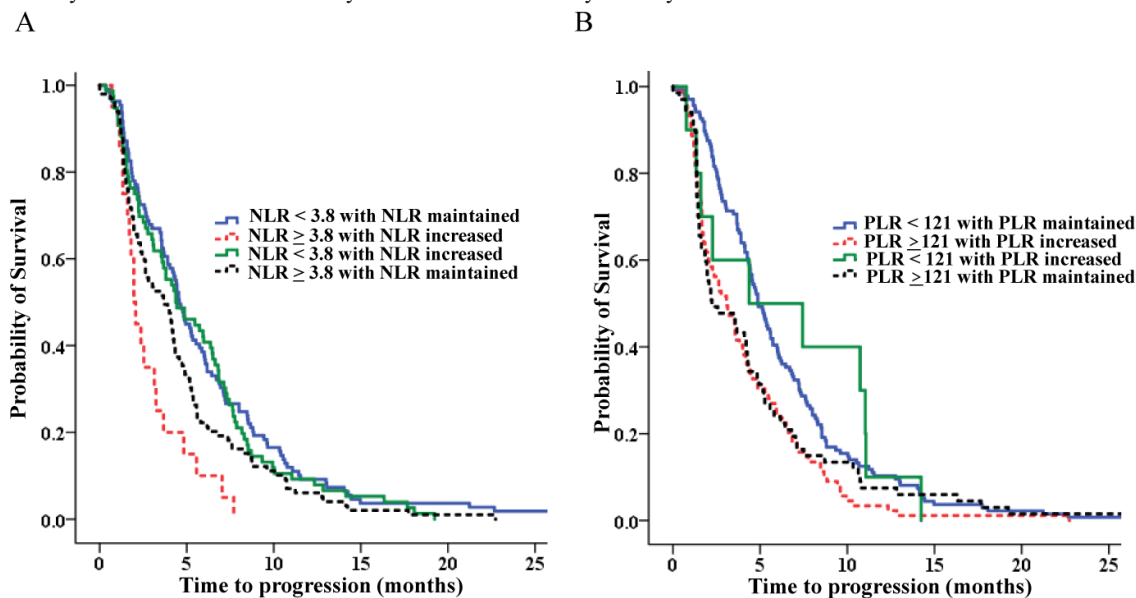 A
B
Probability of Survival
1.0
0.8
0.6
0.4
0.2
0.0
NLR < 3.8 with NLR maintained
NLR ≥ 3.8 with NLR increased
NLR < 3.8 with NLR increased
NLR ≥ 3.8 with NLR maintained
0 5 10 15 20 25
Time to progression (months)
Probability of Survival
1.0
0.8
0.6
0.4
0.2
0.0
PLR < 121 with PLR maintained
PLR ≥121 with PLR increased
PLR < 121 with PLR increased
PLR ≥121 with PLR maintained
0 5 10 15 20 25
Time to progression (months)